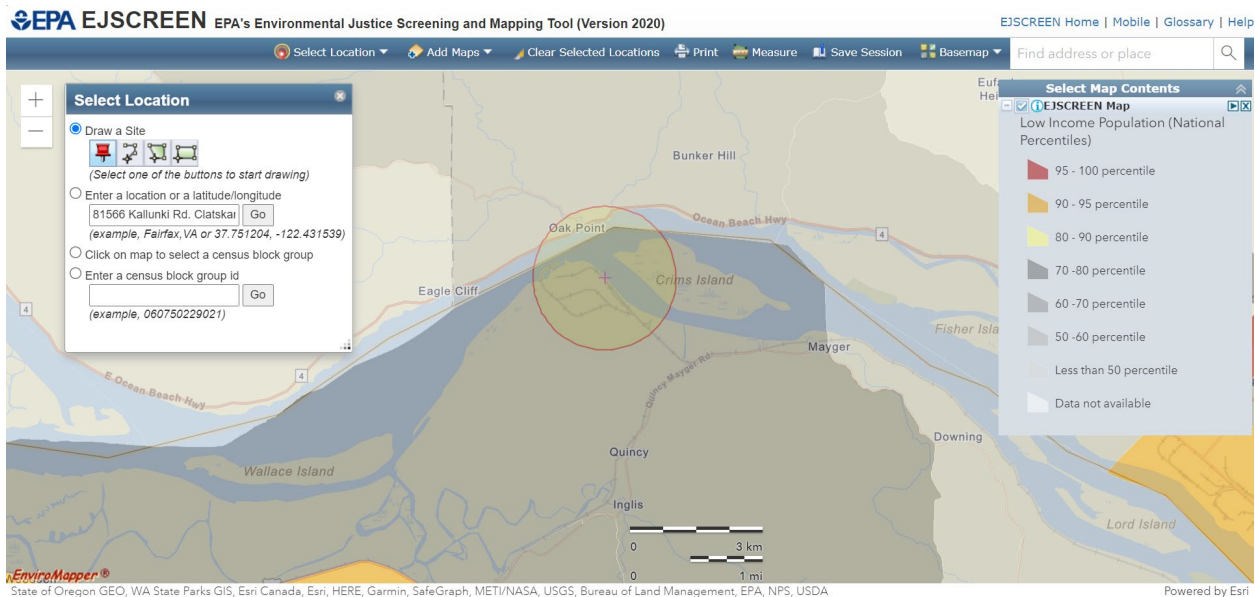 EPA EJSCREEN EPA's Environmental Justice Screening and Mapping Tool (Version 2020)
EJSCREEN Home | Mobile | Glossary | Help
Select Location Add Maps Clear Selected Locations Print Measure Save Session Basemap Find address or place
Select Location
Draw a Site
(Select one of the buttons to start drawing)
Enter a location or a latitude/longitude
81566 Kallunki Rd. Clatskar Go
(example, Fairfax,VA or 37.751204, -122.431539)
Click on map to select a census block group
Enter a census block group id
Go
(example, 060750229021)
Select Map Contents
EJSCREEN Map
Low Income Population (National
Percentiles)
95 - 100 percentile
90 - 95 percentile
80 - 90 percentile
70 -80 percentile
60 -70 percentile
50 -60 percentile
Less than 50 percentile
Data not available
Bunker Hill
Oak Point
Ocean Beach Hwy
4
Crims Island
Eagle Cliff
4
Fisher Isla
Mayger
Quincy Mayger Rd
4
E Ocean Beach Hwy
Downing
Quincy
Wallace Island
Inglis
Lord Island
0 3 km
0 1 mi
EnviroMapper ®
State of Oregon GEO, WA State Parks GIS, Esri Canada, Esri, HERE, Garmin, SafeGraph, METI/NASA, USGS, Bureau of Land Management, EPA, NPS, USDA
Powered by Esri